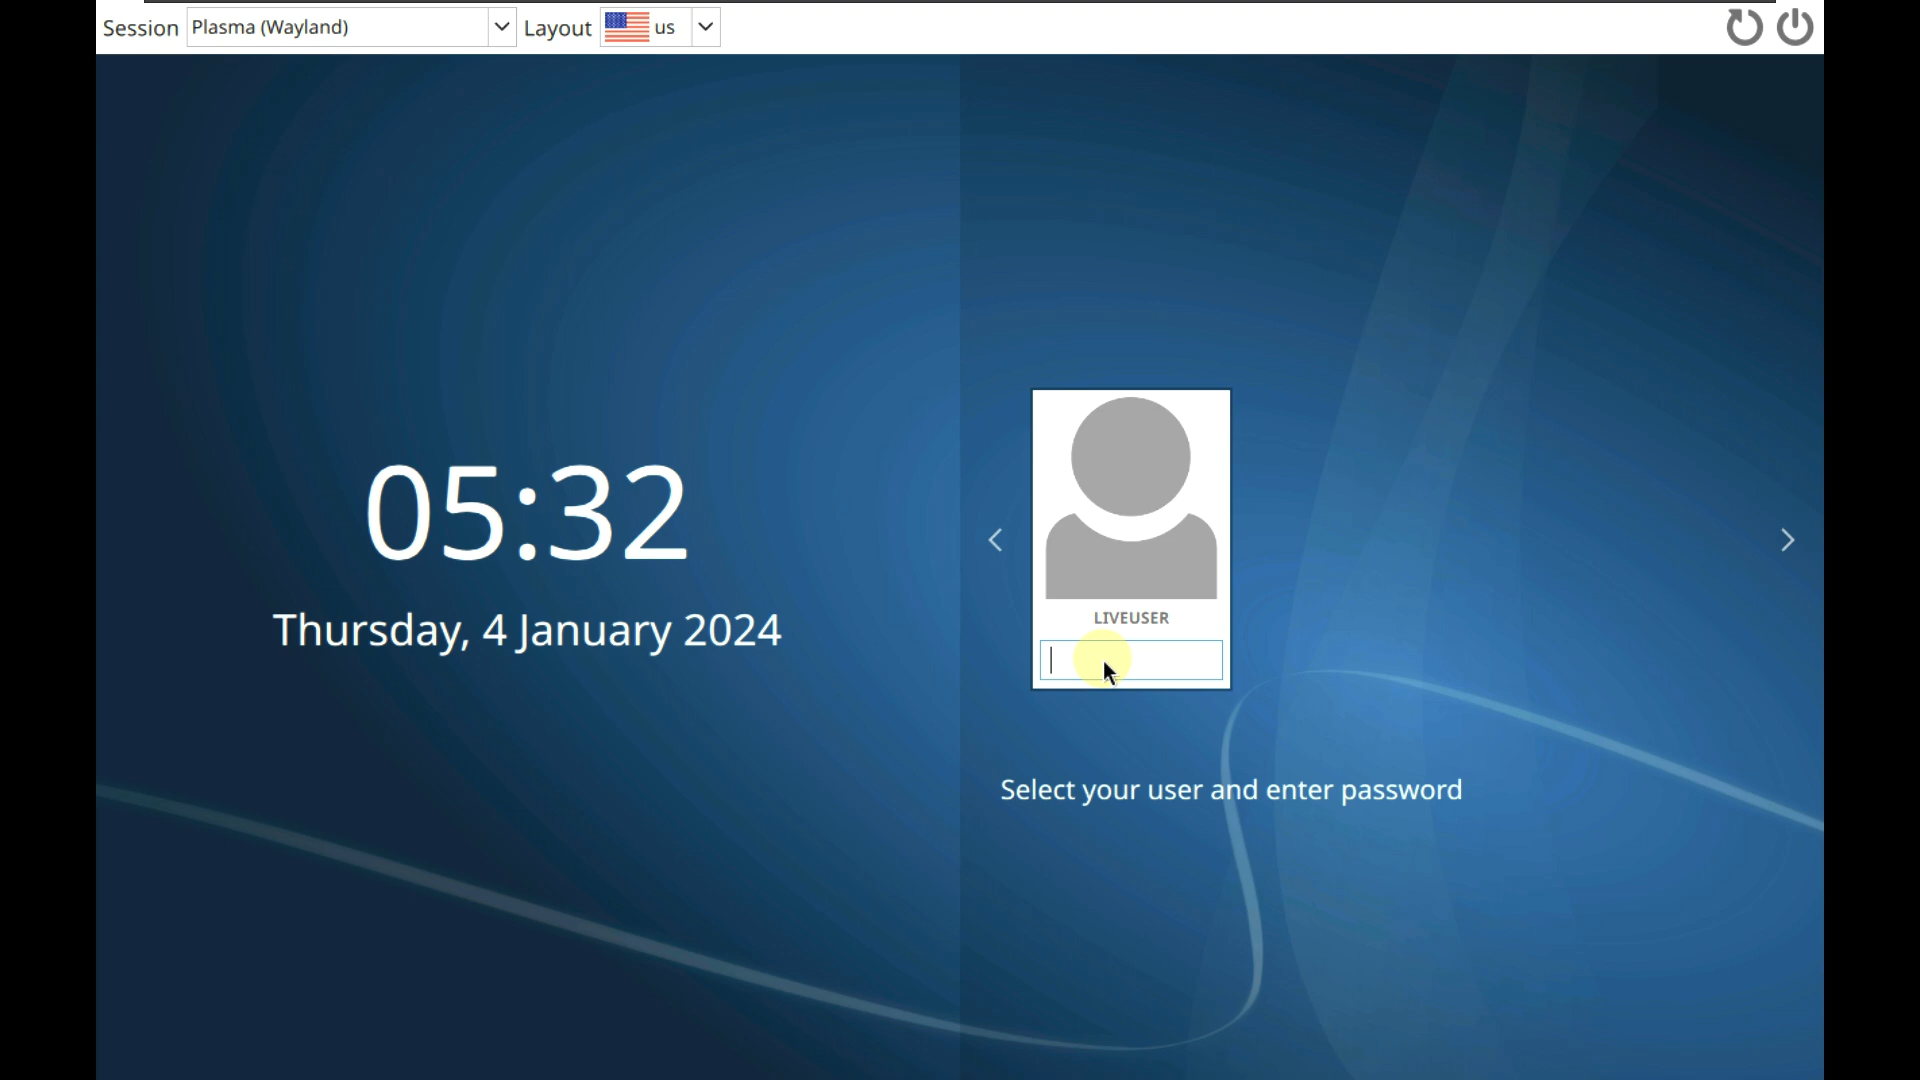 Session Plasma (Wayland) Layout us
05:32
Thursday, 4 January 2024
LIVEUSER
Select your user and enter password